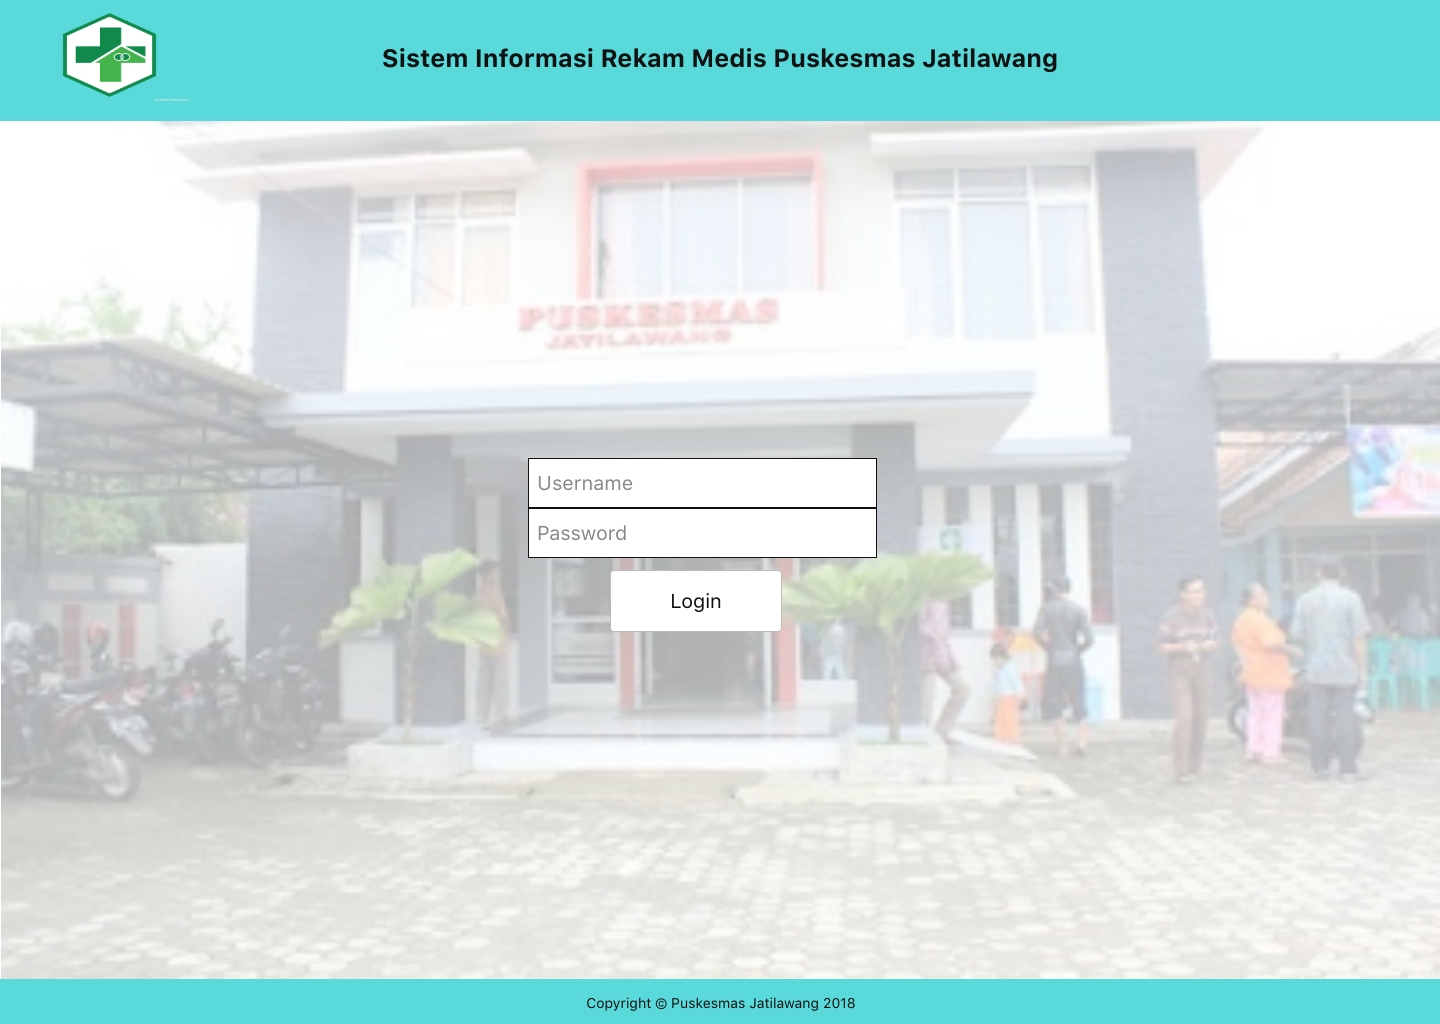 Sistem Informasi Rekam Medis Puskesmas Jatilawang
PUSKESMAS
JATILAWANG
Username
Password
Login
Copyright © Puskesmas Jatilawang 2018